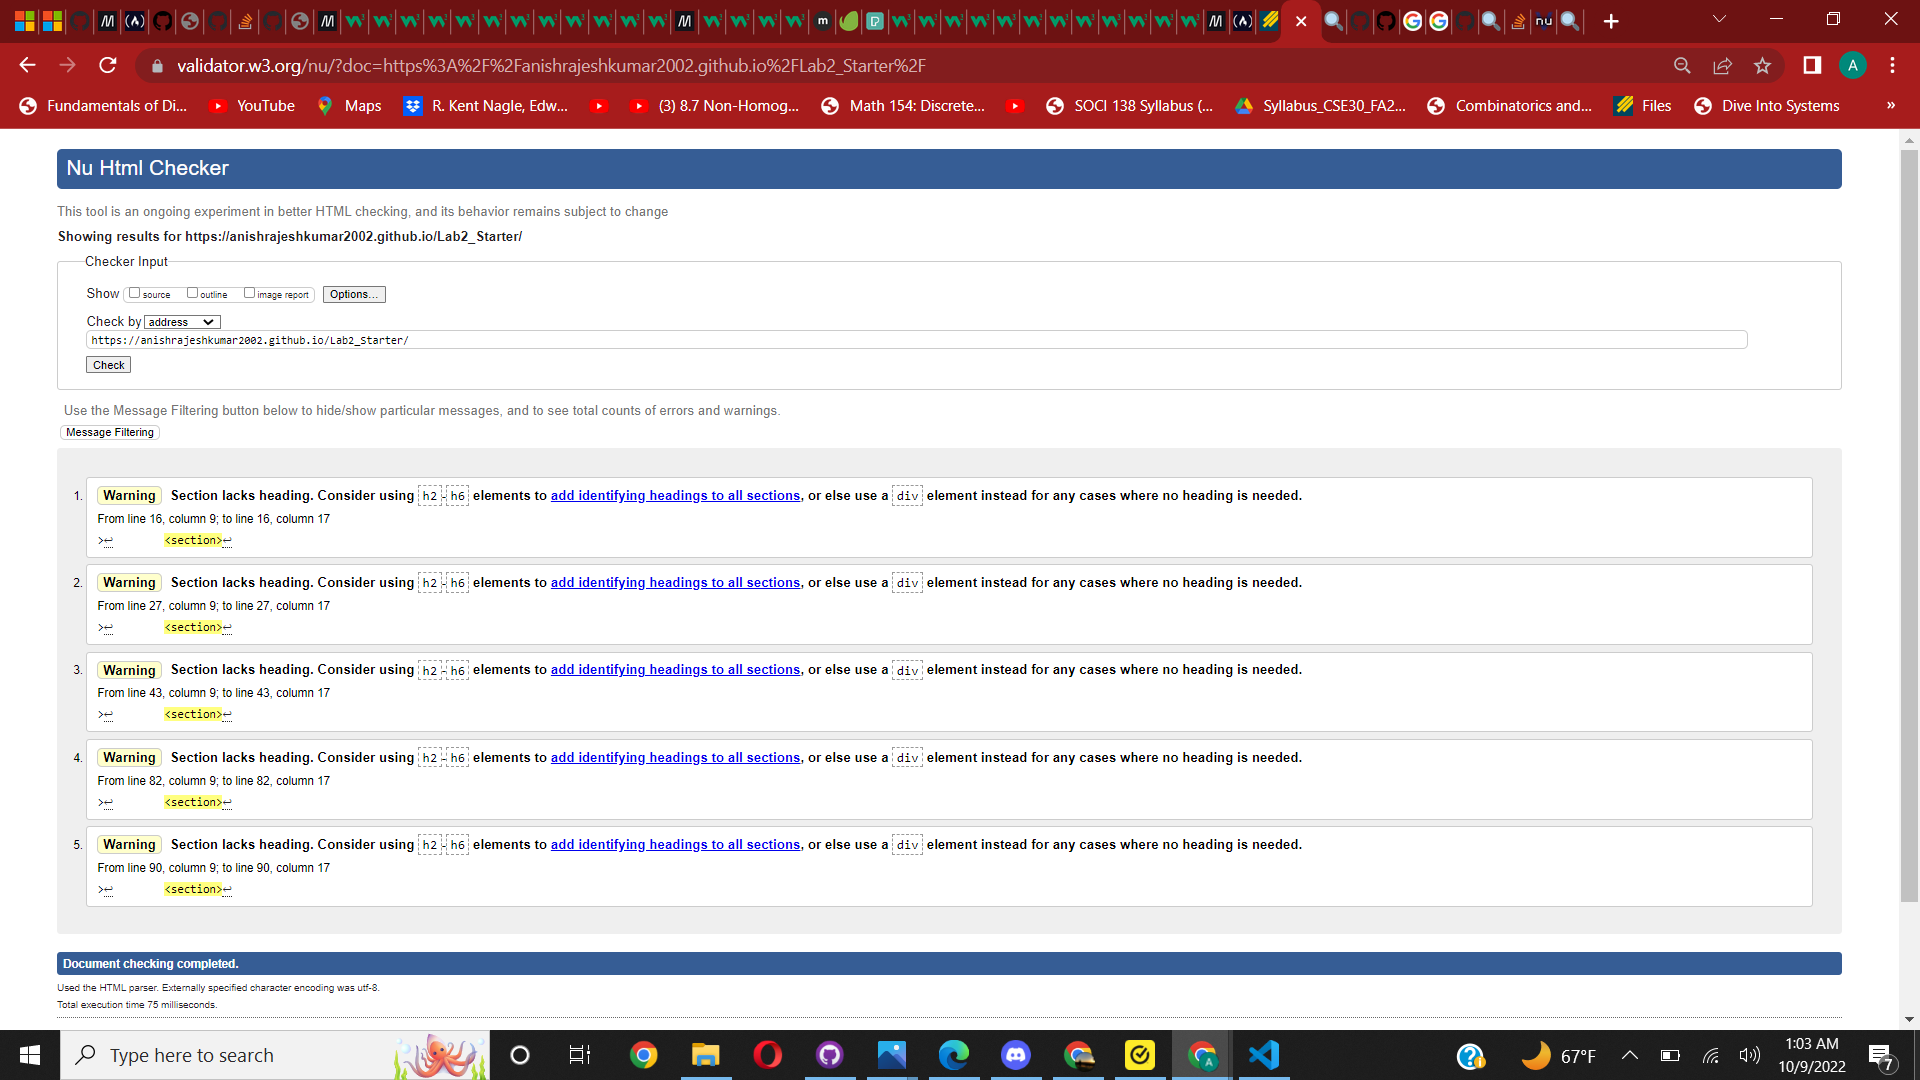 validator.w3.org/nu/?doc=https%3A%2F%2Fanishrajeshkumar2002.github.io%2FLab2_Starter%2F
A
Fundamentals of Di...
YouTube
Maps
R. Kent Nagle, Edw...
(3) 8.7 Non-Homog...
Math 154: Discrete...
SOCI 138 Syllabus (...
Syllabus_CSE30_FA2...
Combinatorics and...
Files
Dive Into Systems
»
Nu Html Checker
This tool is an ongoing experiment in better HTML checking, and its behavior remains subject to change
Showing results for https://anishrajeshkumar2002.github.io/Lab2_Starter/
Checker Input
Show source outline image report Options...
Check by address
https://anishrajeshkumar2002.github.io/Lab2_Starter/
Check
Use the Message Filtering button below to hide/show particular messages, and to see total counts of errors and warnings.
Message Filtering
1. Warning Section lacks heading. Consider using h2-h6 elements to add identifying headings to all sections, or else use a div element instead for any cases where no heading is needed.
From line 16, column 9; to line 16, column 17
>↩ <section>↩
2. Warning Section lacks heading. Consider using h2-h6 elements to add identifying headings to all sections, or else use a div element instead for any cases where no heading is needed.
From line 27, column 9; to line 27, column 17
>↩ <section>↩
3. Warning Section lacks heading. Consider using h2-h6 elements to add identifying headings to all sections, or else use a div element instead for any cases where no heading is needed.
From line 43, column 9; to line 43, column 17
>↩ <section>↩
4. Warning Section lacks heading. Consider using h2-h6 elements to add identifying headings to all sections, or else use a div element instead for any cases where no heading is needed.
From line 82, column 9; to line 82, column 17
>↩ <section>↩
5. Warning Section lacks heading. Consider using h2-h6 elements to add identifying headings to all sections, or else use a div element instead for any cases where no heading is needed.
From line 90, column 9; to line 90, column 17
>↩ <section>↩
Document checking completed.
Used the HTML parser. Externally specified character encoding was utf-8.
Total execution time 75 milliseconds.
Type here to search
67°F
1:03 AM
10/9/2022
7